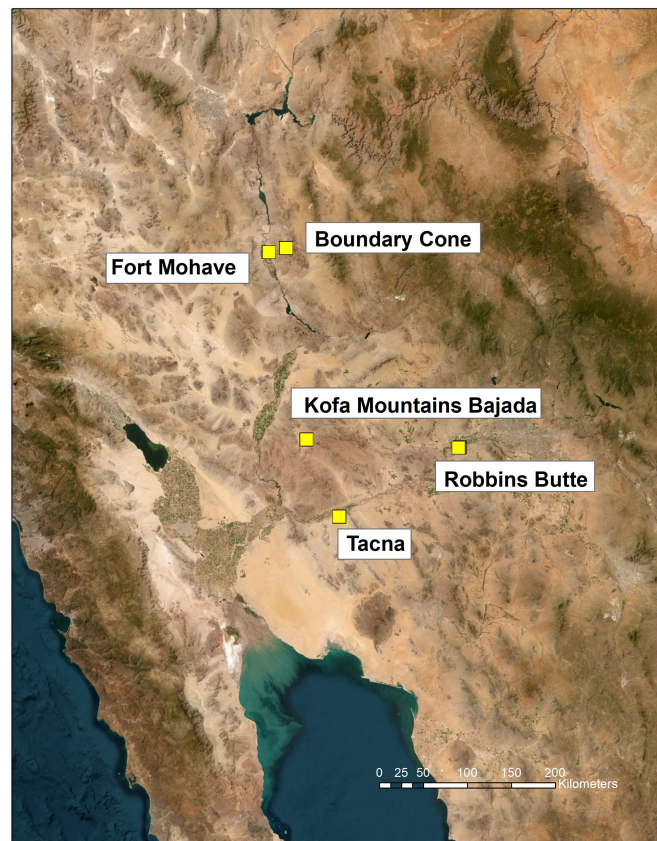 Boundary Cone
Fort Mohave
Kofa Mountains Bajada
Robbins Butte
Tacna
0 25 50 100 150 200
Kilometers